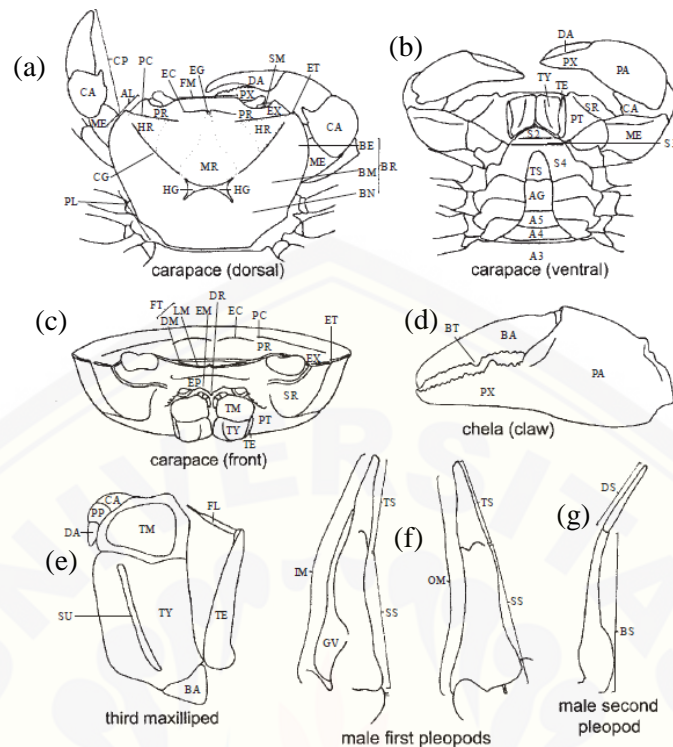 (a)
CP PC EC EG FM SM ET
DA
PX
CA AL PR PR EX
ME HR HR CA
MR ME BE
CG BM BR
HG HG BN
PL
carapace (dorsal)
(b)
DA
PX PA
TY TE
SR
PT CA
S2 ME
S4
TS
AG
A5
A4
A3
carapace (ventral)
(c)
DR
FT LM EM EC PC
DM
PR ET
EX
EP
TM SR
PT
TY
TE
carapace (front)
(d)
BT BA
PX PA
chela (claw)
(e)
CA FL
PP
DA TM
SU TY TE
BA
third maxilliped
(f)
TS TS
IM OM
SS SS
GV
male first pleopods
(g)
DS
BS
male second
pleopod
UNIVERSITA